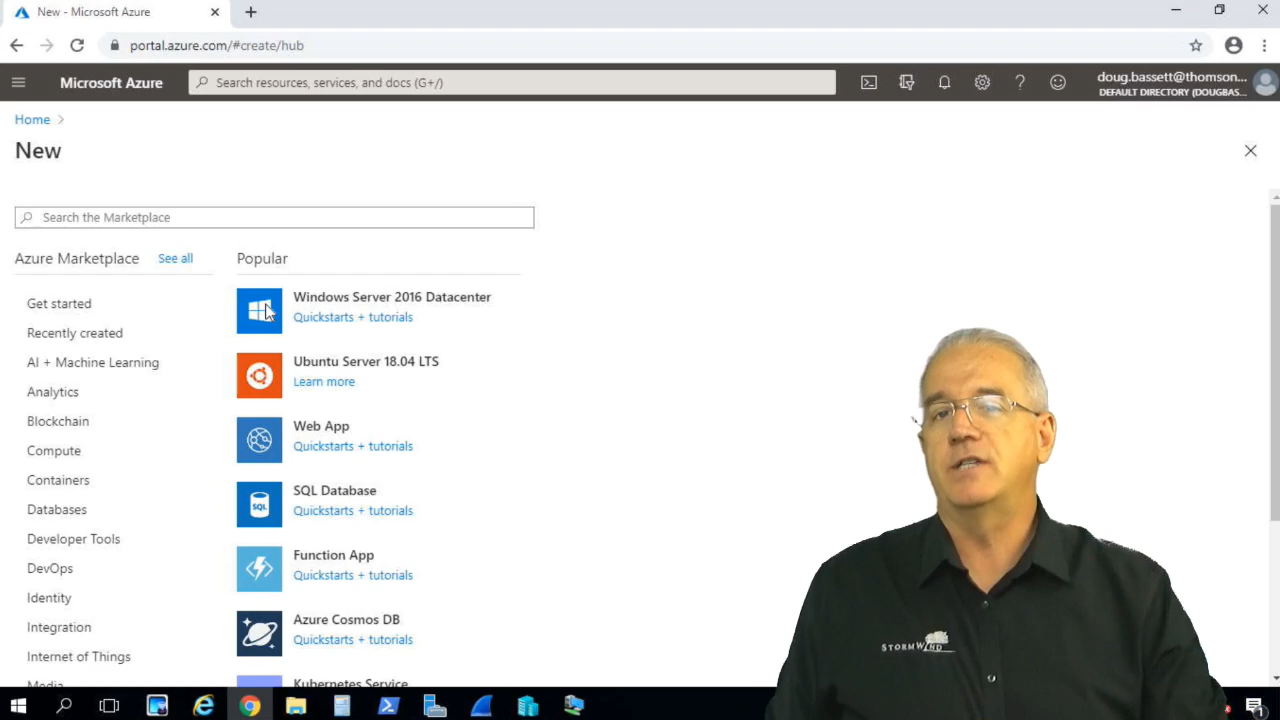 New - Microsoft Azure
portal.azure.com/#create/hub
Microsoft Azure
Search resources, services, and docs (G+/)
doug.bassett@thomson...
DEFAULT DIRECTORY (DOUGBAS...
Home
New
Search the Marketplace
Azure Marketplace See all
Popular
Get started
Recently created
AI + Machine Learning
Analytics
Blockchain
Compute
Containers
Databases
Developer Tools
DevOps
Identity
Integration
Internet of Things
Media
Windows Server 2016 Datacenter
Quickstarts + tutorials
Ubuntu Server 18.04 LTS
Learn more
Web App
Quickstarts + tutorials
SQL
SQL Database
Quickstarts + tutorials
Function App
Quickstarts + tutorials
Azure Cosmos DB
Quickstarts + tutorials
Kubernetes Service
STORMWIND
1